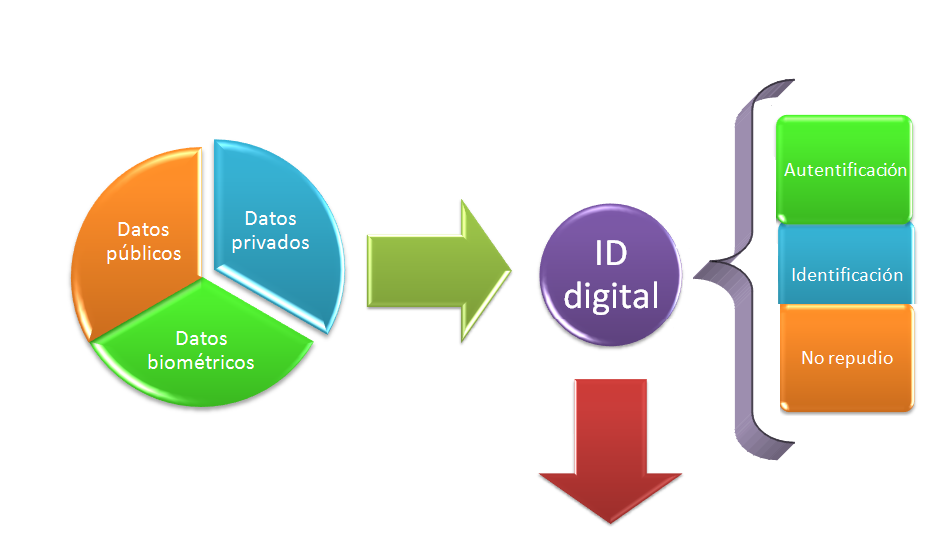 Datos
públicos
Datos
privados
Datos
biométricos
ID
digital
Autentificación
Identificación
No repudio